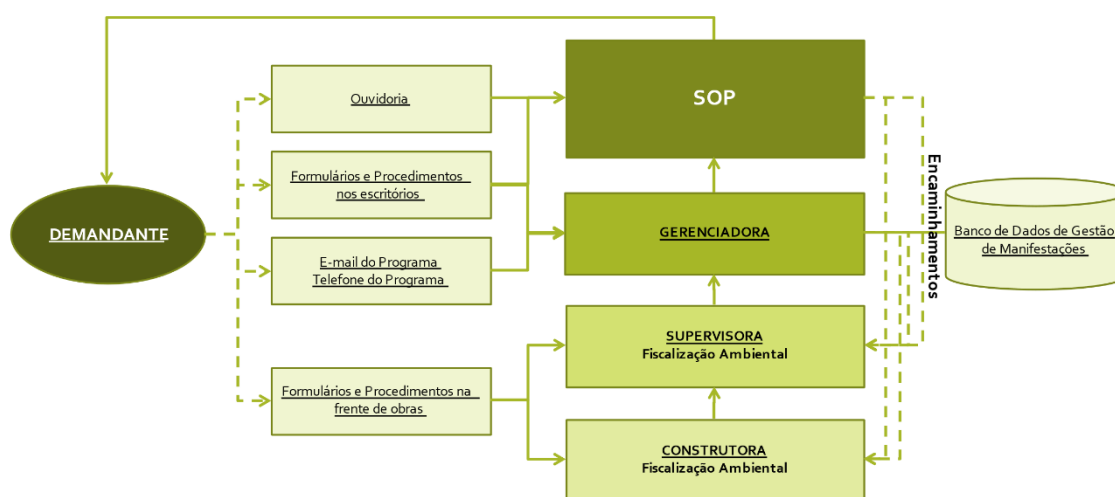 DEMANDANTE
Ouvidoria
Formulários e Procedimentos
nos escritórios
E-mail do Programa
Telefone do Programa
Formulários e Procedimentos na
frente de obras
SOP
GERENCIADORA
SUPERVISORA
Fiscalização Ambiental
CONSTRUTORA
Fiscalização Ambiental
Encaminhamentos
Banco de Dados de Gestão
de Manifestações